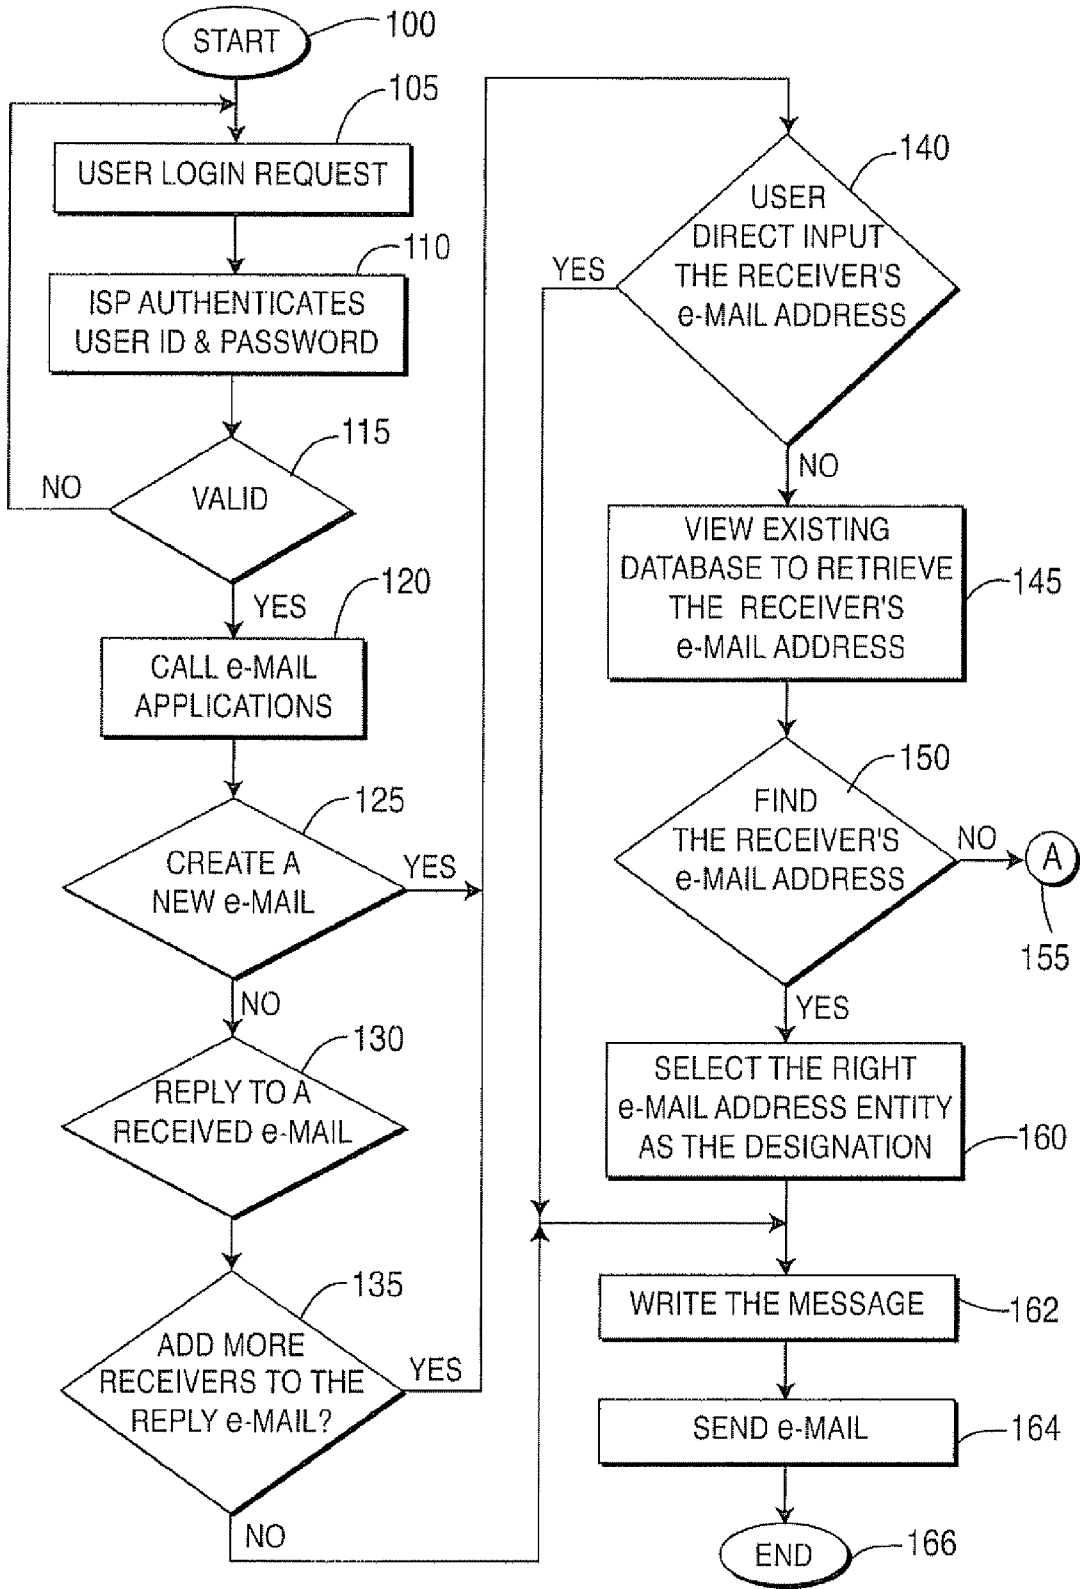 START
100
105
USER LOGIN REQUEST
110
ISP AUTHENTICATES
USER ID & PASSWORD
115
VALID
NO
YES
120
CALL e-MAIL
APPLICATIONS
125
CREATE A
NEW e-MAIL
YES
NO
130
REPLY TO A
RECEIVED e-MAIL
135
ADD MORE
RECEIVERS TO THE
REPLY e-MAIL?
YES
NO
140
USER
DIRECT INPUT
THE RECEIVER'S
e-MAIL ADDRESS
YES
NO
VIEW EXISTING
DATABASE TO RETRIEVE
THE RECEIVER'S
e-MAIL ADDRESS
145
150
FIND
THE RECEIVER'S
e-MAIL ADDRESS
NO
A
155
YES
SELECT THE RIGHT
e-MAIL ADDRESS ENTITY
AS THE DESIGNATION
160
WRITE THE MESSAGE
162
SEND e-MAIL
164
END
166